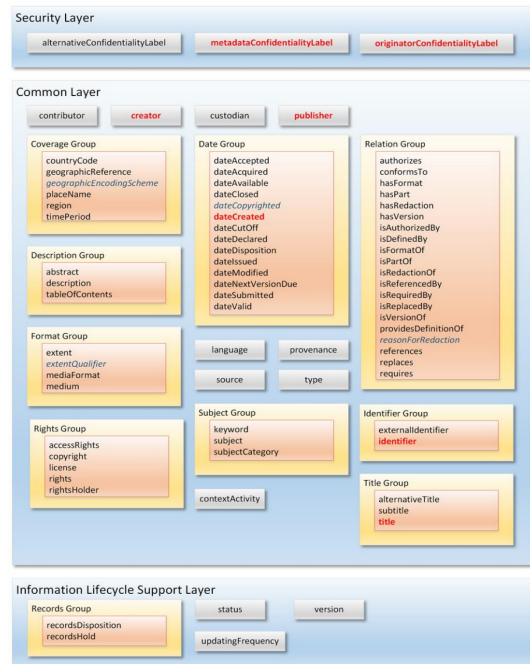 Security Layer
alternativeConfidentialityLabel
metadataConfidentialityLabel
originatorConfidentialityLabel
Common Layer
contributor
creator
custodian
publisher
Coverage Group
countryCode
geographicReference
geographicEncodingScheme
placeName
region
timePeriod
Description Group
abstract
description
tableOfContents
Format Group
extent
extentQualifier
mediaFormat
medium
Rights Group
accessRights
copyright
license
rights
rightsHolder
Date Group
dateAccepted
dateAcquired
dateAvailable
dateClosed
dateCopyrighted
dateCreated
dateCutOff
dateDeclared
dateDisposition
dateIssued
dateModified
dateNextVersionDue
dateSubmitted
dateValid
language
provenance
source
type
Subject Group
keyword
subject
subjectCategory
contextActivity
Relation Group
authorizes
conformsTo
hasFormat
hasPart
hasRedaction
hasVersion
isAuthorizedBy
isDefinedBy
isFormatOf
isPartOf
isRedactionOf
isReferencedBy
isRequiredBy
isReplacedBy
isVersionOf
providesDefinitionOf
reasonForRedaction
references
replaces
requires
Identifier Group
externalIdentifier
identifier
Title Group
alternativeTitle
subtitle
title
Information Lifecycle Support Layer
Records Group
recordsDisposition
recordsHold
status
version
updatingFrequency